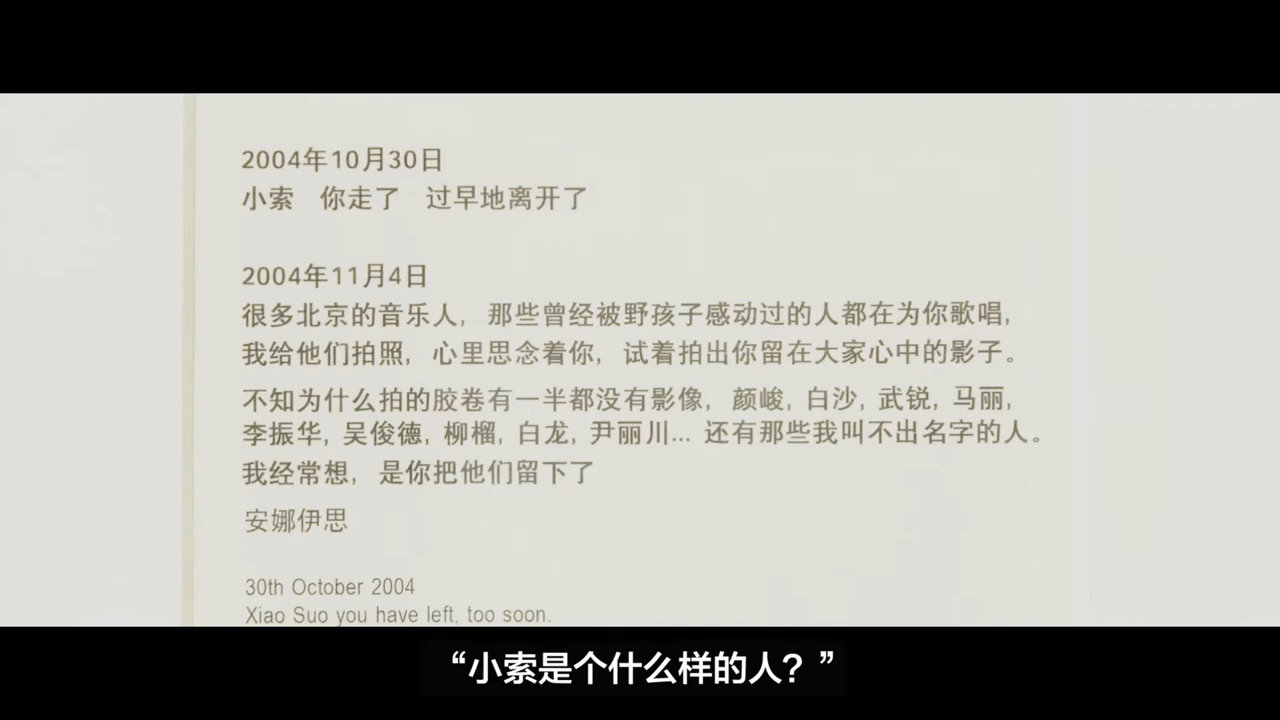 2004年10月30日
小索 你走了 过早地离开了
2004年11月4日
很多北京的音乐人, 那些曾经被野孩子感动过的人都在为你歌唱,
我给他们拍照, 心里思念着你, 试着拍出你留在大家心中的影子。
不知为什么拍的胶卷有一半都没有影像, 颜峻, 白沙, 武锐, 马丽,
李振华, 吴俊德, 柳榴, 白龙, 尹丽川... 还有那些我叫不出名字的人。
我经常想, 是你把他们留下了
安娜伊思
30th October 2004
Xiao Suo you have left, too soon.
“小索是个什么样的人？”